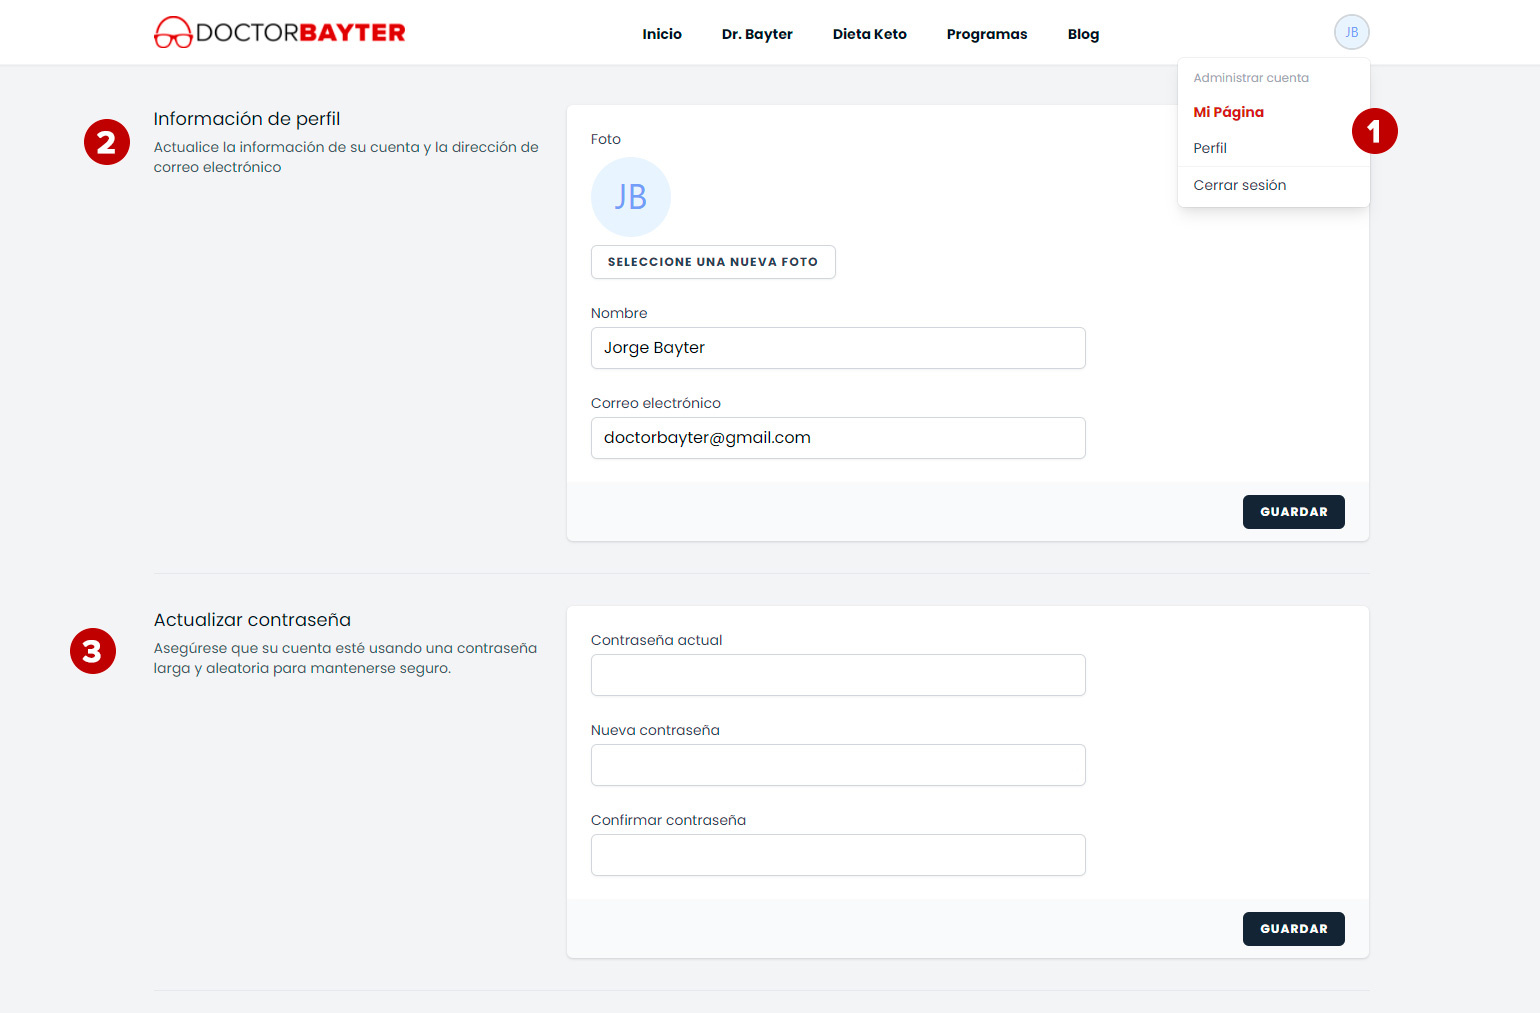 DOCTORBAYTER
Inicio
Dr. Bayter
Dieta Keto
Programas
Blog
JB
Administrar cuenta
Mi Página
Perfil
Cerrar sesión
1
2
Información de perfil
Actualice la información de su cuenta y la dirección de
correo electrónico
Foto
JB
SELECCIONE UNA NUEVA FOTO
Nombre
Jorge Bayter
Correo electrónico
doctorbayter@gmail.com
GUARDAR
3
Actualizar contraseña
Asegúrese que su cuenta esté usando una contraseña
larga y aleatoria para mantenerse seguro.
Contraseña actual
Nueva contraseña
Confirmar contraseña
GUARDAR